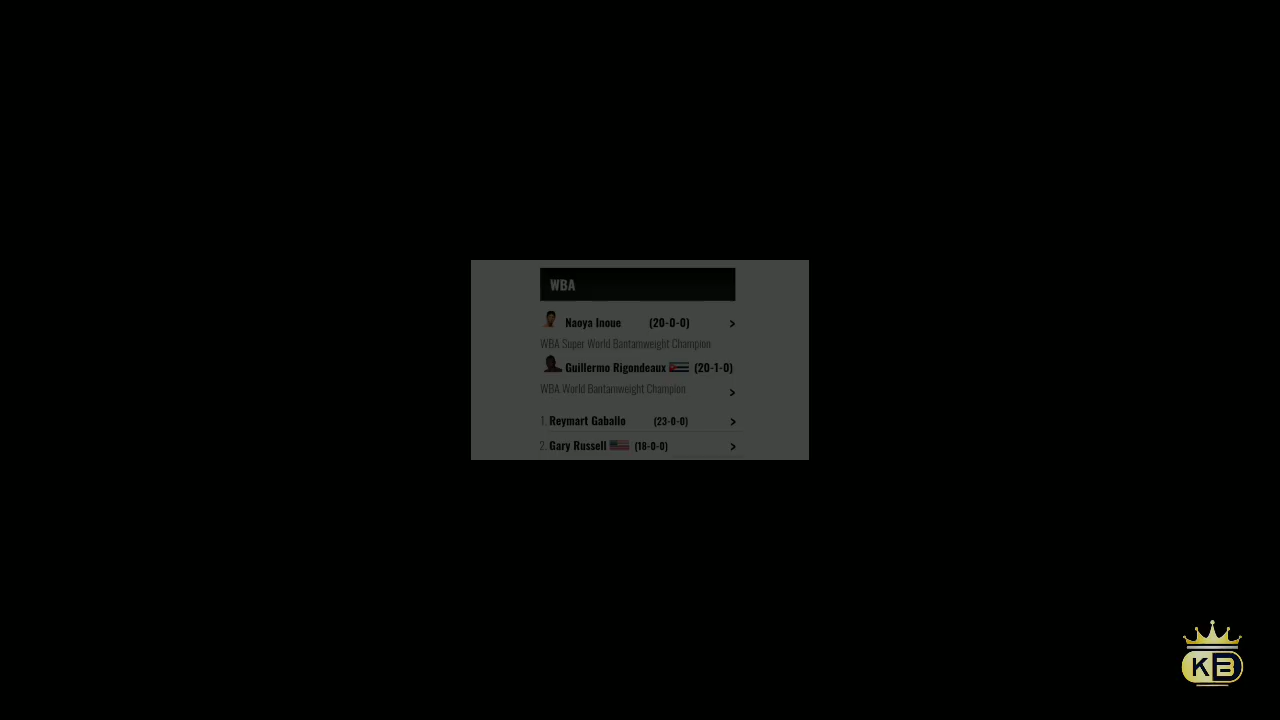 WBA
Naoya Inoue (20-0-0) >
WBA Super World Bantamweight Champion
Guillermo Rigondeaux (20-1-0)
WBA World Bantamweight Champion >
1. Reymart Gaballo (23-0-0) >
2. Gary Russell (18-0-0) >
KB